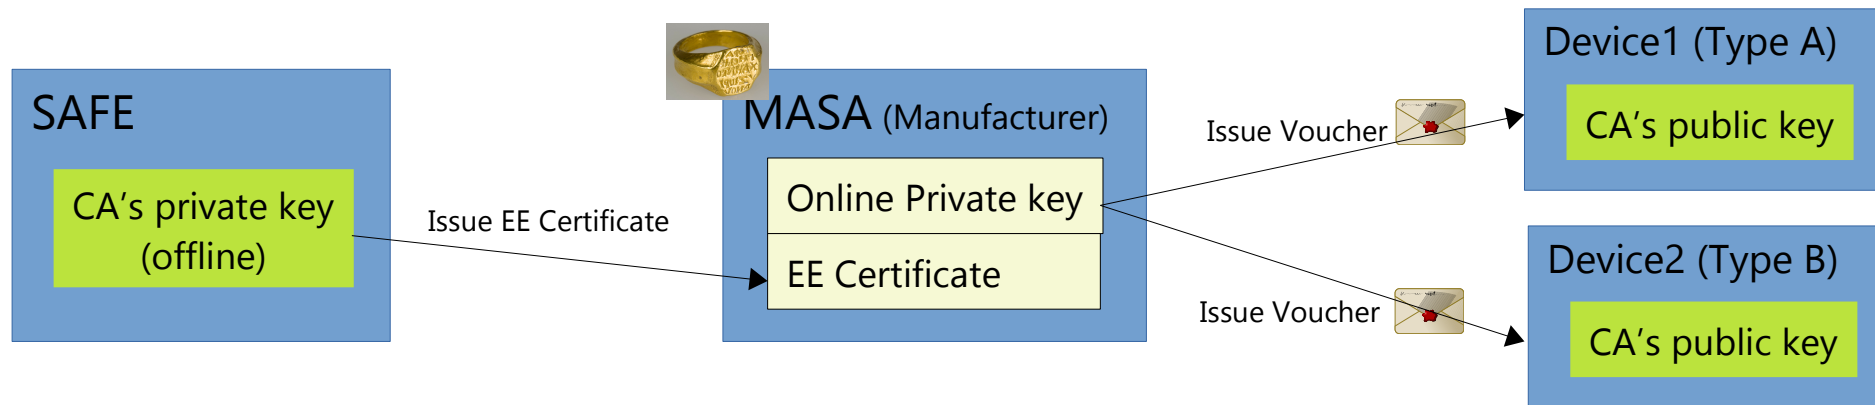 SAFE
CA’s private key
(offline)
Issue EE Certificate
MASA (Manufacturer)
Online Private key
EE Certificate
Issue Voucher
Issue Voucher
Device1 (Type A)
CA’s public key
Device2 (Type B)
CA’s public key